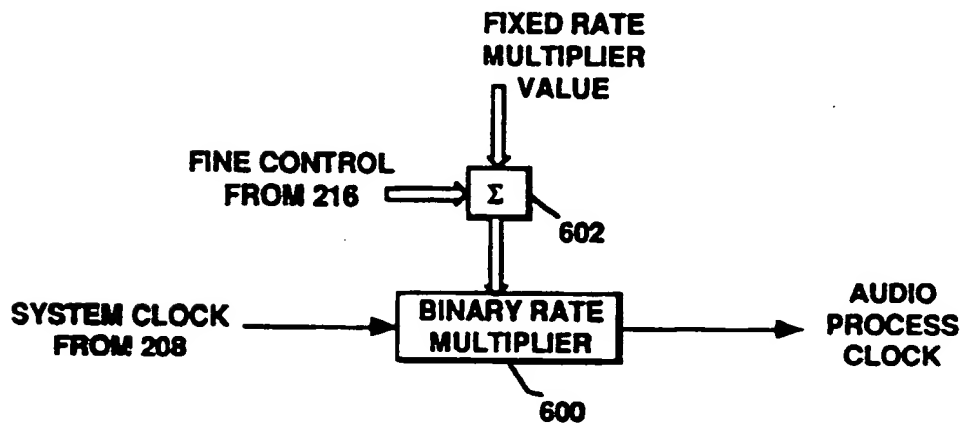 FIXED RATE
MULTIPLIER
VALUE
FINE CONTROL
FROM 216
Σ
602
SYSTEM CLOCK
FROM 208
BINARY RATE
MULTIPLIER
AUDIO
PROCESS
CLOCK
600